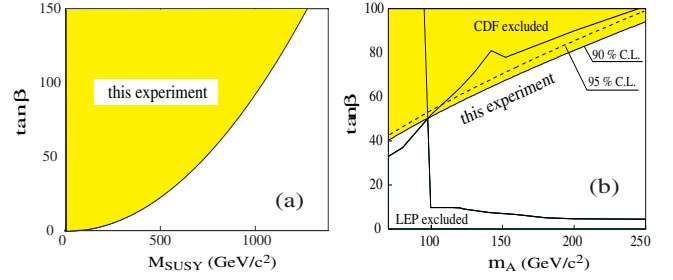 150
100
50
0
tanβ
this experiment
(a)
0
500
1000
M_SUSY (GeV/c²)
100
80
60
40
20
0
tanβ
CDF excluded
90 % C.L.
95 % C.L.
this experiment
(b)
LEP excluded
100
150
200
250
m_A (GeV/c²)